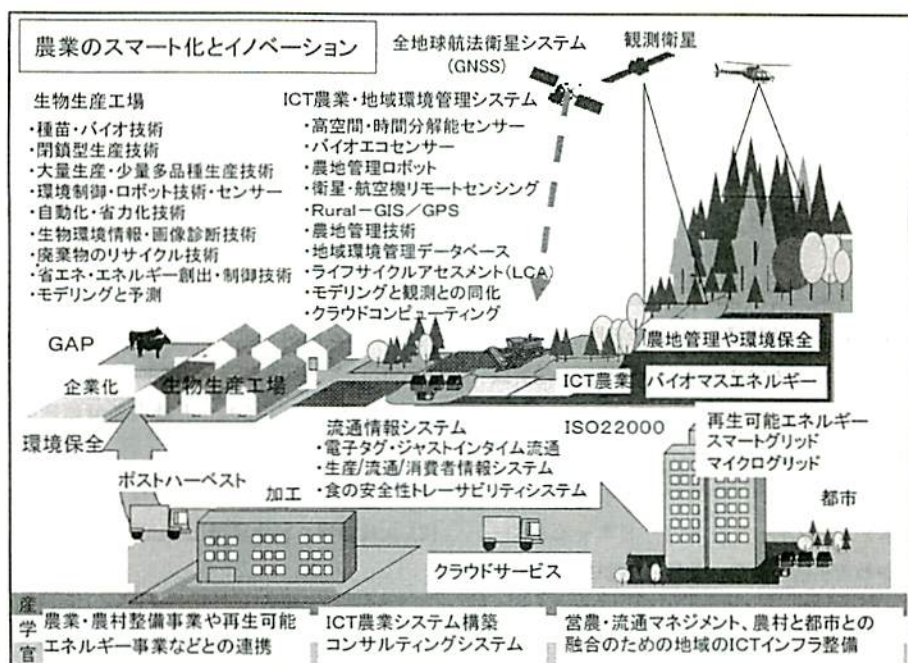 農業のスマート化とイノベーション
全地球航法衛星システム
(GNSS)
観測衛星
生物生産工場
・種苗・バイオ技術
・閉鎖型生産技術
・大量生産・少量多品種生産技術
・環境制御・ロボット技術・センサー
・自動化・省力化技術
・生物環境情報・画像診断技術
・廃棄物のリサイクル技術
・省エネ・エネルギー創出・制御技術
・モデリングと予測
ICT農業・地域環境管理システム
・高空間・時間分解能センサー
・バイオエコセンサー
・農地管理ロボット
・衛星・航空機リモートセンシング
・Rural－GIS／GPS
・農地管理技術
・地域環境管理データベース
・ライフサイクルアセスメント(LCA)
・モデリングと観測との同化
・クラウドコンピューティング
GAP
企業化
生物生産工場
農地管理や環境保全
ICT農業
バイオマスエネルギー
環境保全
流通情報システム
・電子タグ・ジャストインタイム流通
・生産/流通/消費者情報システム
・食の安全性トレーサビリティシステム
ISO22000
再生可能エネルギー
スマートグリッド
マイクログリッド
ポストハーベスト
加工
都市
クラウドサービス
産学官
農業・農村整備事業や再生可能
エネルギー事業などとの連携
ICT農業システム構築
コンサルティングシステム
営農・流通マネジメント、農村と都市との
融合のための地域のICTインフラ整備